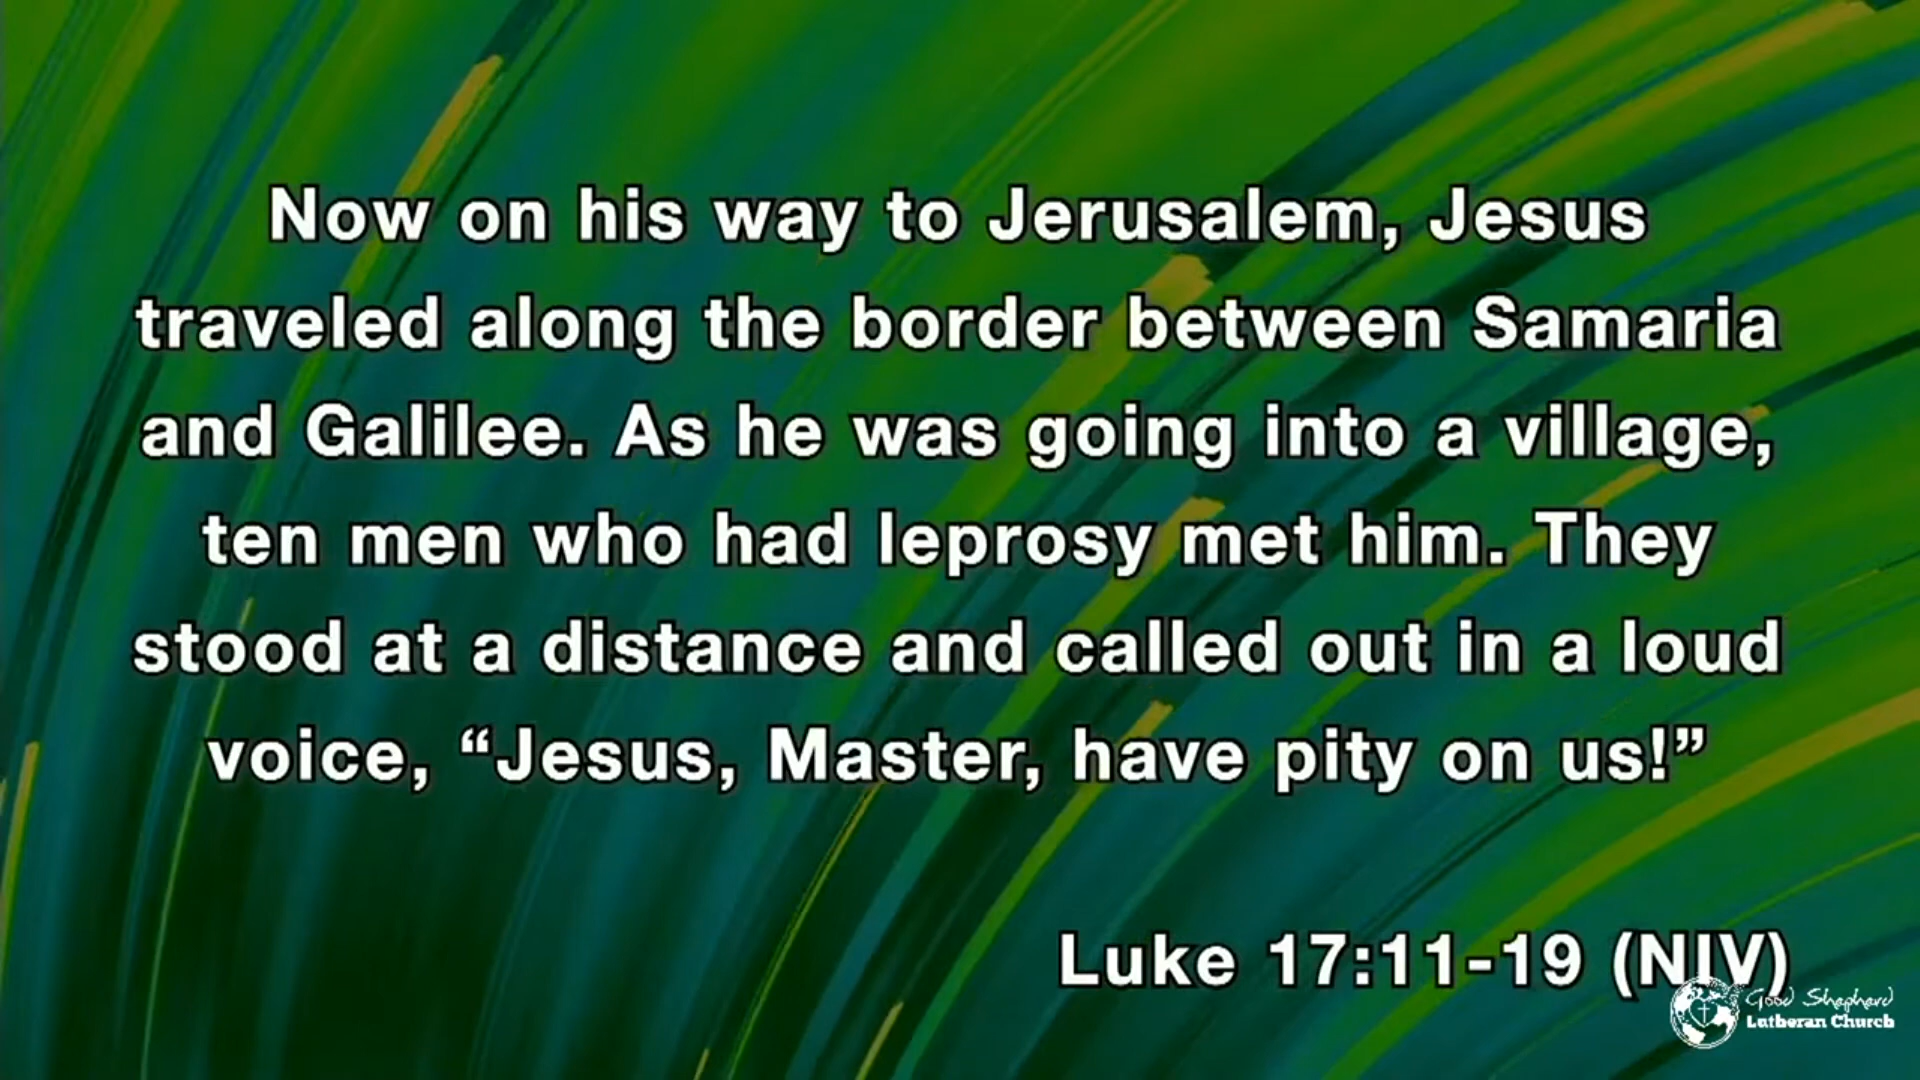 Now on his way to Jerusalem, Jesus
traveled along the border between Samaria
and Galilee. As he was going into a village,
ten men who had leprosy met him. They
stood at a distance and called out in a loud
voice, “Jesus, Master, have pity on us!”
Luke 17:11-19 (NIV)
Good Shepherd
Lutheran Church